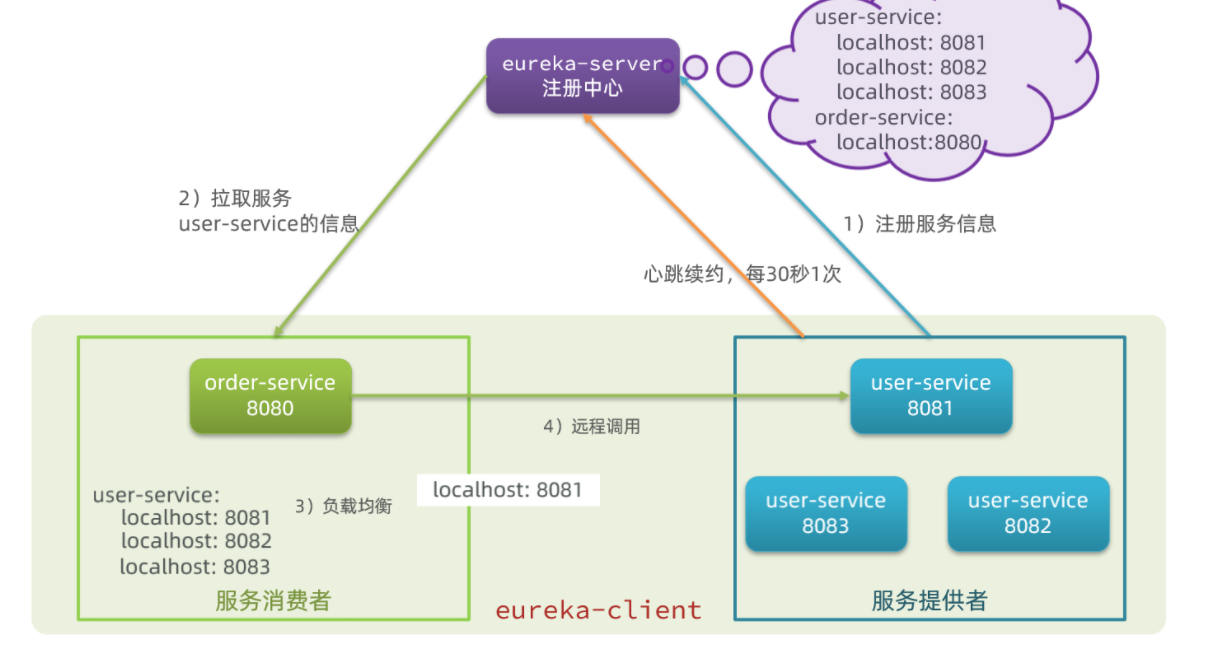 user-service:
localhost: 8081
localhost: 8082
localhost: 8083
order-service:
localhost:8080
eureka-server
注册中心
2）拉取服务
user-service的信息
1）注册服务信息
心跳续约，每30秒1次
order-service
8080
user-service
8081
4）远程调用
user-service:
localhost: 8081
localhost: 8082
localhost: 8083
3）负载均衡
localhost: 8081
user-service
8083
user-service
8082
服务消费者
eureka-client
服务提供者